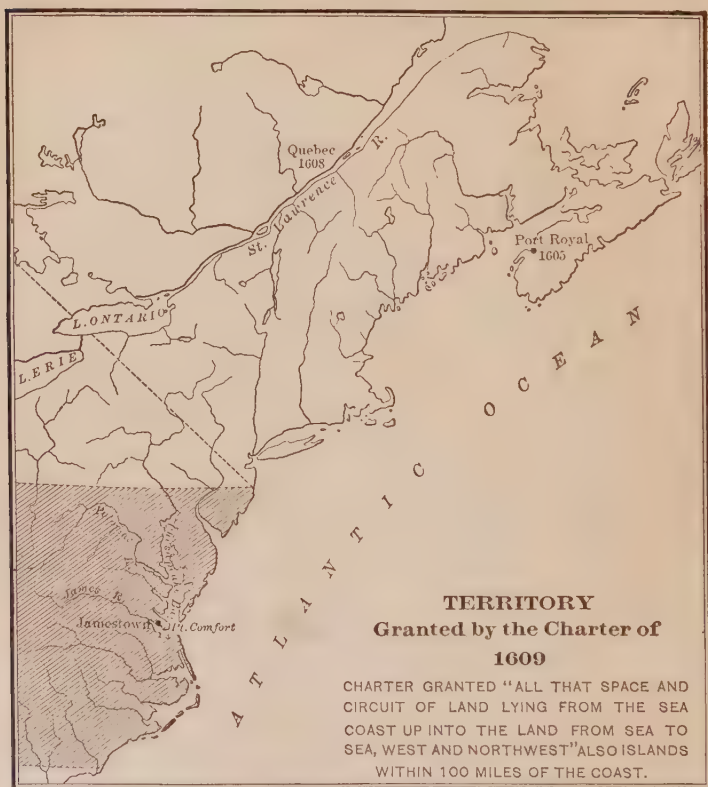 Quebec
1608
St. Lawrence R.
Port Royal
1605
L. ONTARIO
L. ERIE
ATLANTIC OCEAN
James R.
Jamestown
Pt. Comfort
TERRITORY
Granted by the Charter of
1609
CHARTER GRANTED "ALL THAT SPACE AND
CIRCUIT OF LAND LYING FROM THE SEA
COAST UP INTO THE LAND FROM SEA TO
SEA, WEST AND NORTHWEST" ALSO ISLANDS
WITHIN 100 MILES OF THE COAST.